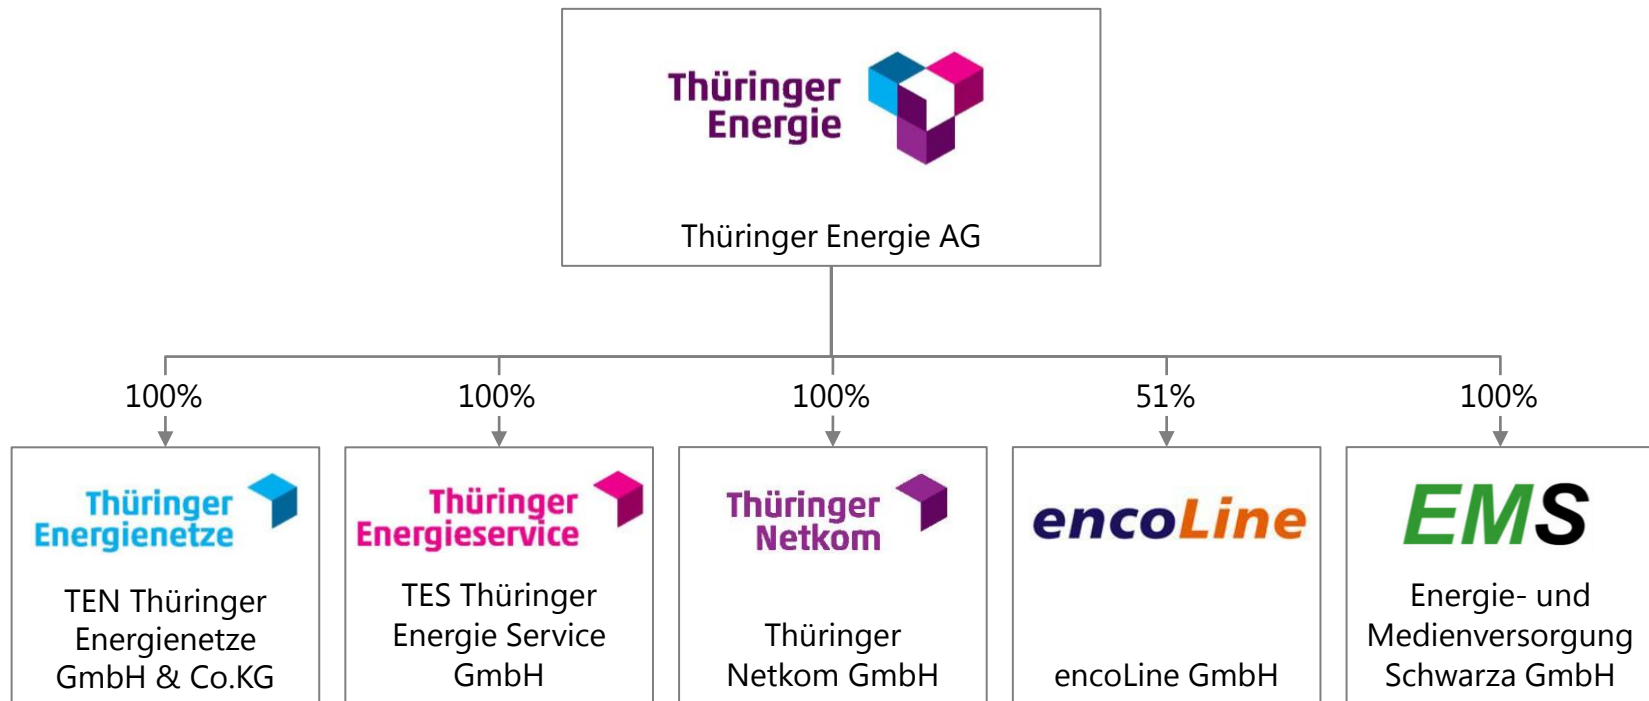 Thüringer
Energie
Thüringer Energie AG
100%
100%
100%
51%
100%
Thüringer
Energienetze
TEN Thüringer
Energienetze
GmbH & Co.KG
Thüringer
Energieservice
TES Thüringer
Energie Service
GmbH
Thüringer
Netkom
Thüringer
Netkom GmbH
encoLine
encoLine GmbH
EMS
Energie- und
Medienversorgung
Schwarza GmbH